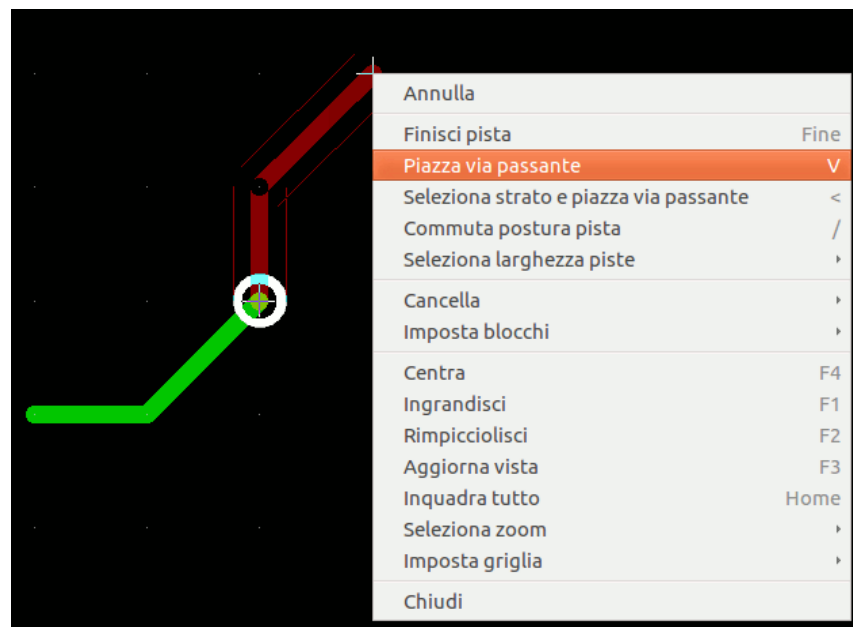 Annulla
Finisci pista Fine
Piazza via passante V
Seleziona strato e piazza via passante <
Commuta postura pista /
Seleziona larghezza piste
Cancella
Imposta blocchi
Centra F4
Ingrandisci F1
Rimpicciolisci F2
Aggiorna vista F3
Inquadra tutto Home
Seleziona zoom
Imposta griglia
Chiudi